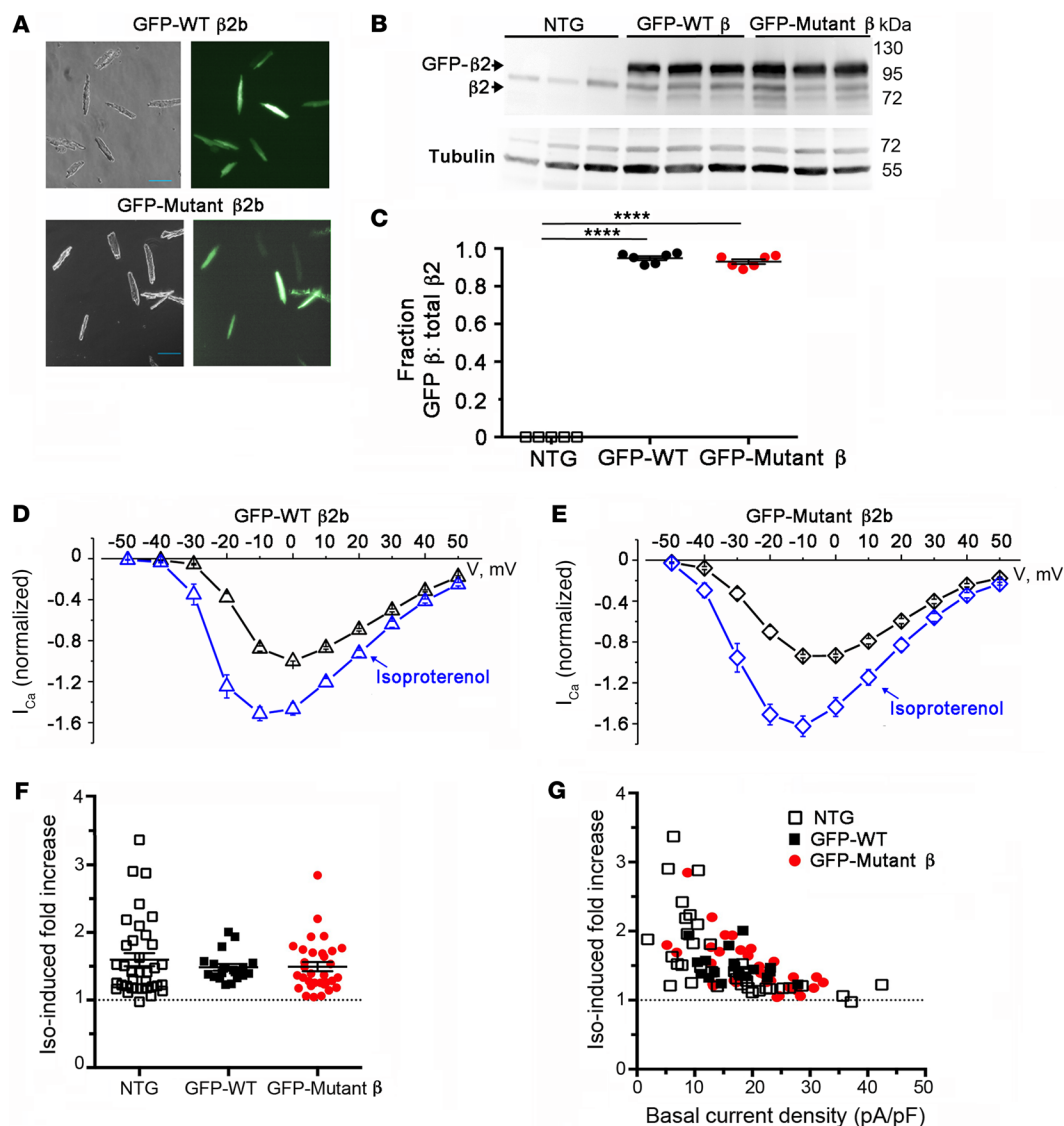 A
GFP-WT β2b
GFP-Mutant β2b
B
NTG GFP-WT β GFP-Mutant β kDa
GFP-β2
β2
130
95
72
Tubulin
72
55
C
****
****
Fraction
GFP β: total β2
1.0
0.8
0.6
0.4
0.2
0
NTG GFP-WT GFP-Mutant β
D
GFP-WT β2b
0
-50 -40 -30 -20 -10 0 10 20 30 40 50
V, mV
-0.4
-0.8
-1.2
-1.6
ICa (normalized)
Isoproterenol
E
GFP-Mutant β2b
0
-50 -40 -30 -20 -10 0 10 20 30 40 50
V, mV
-0.4
-0.8
-1.2
-1.6
ICa (normalized)
Isoproterenol
F
Iso-induced fold increase
4
3
2
1
0
NTG GFP-WT GFP-Mutant β
G
NTG
GFP-WT
GFP-Mutant β
Iso-induced fold increase
4
3
2
1
0
0 10 20 30 40 50
Basal current density (pA/pF)